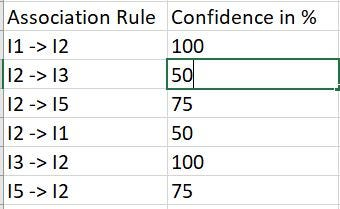 Association Rule Confidence in %
I1 -> I2 100
I2 -> I3 50
I2 -> I5 75
I2 -> I1 50
I3 -> I2 100
I5 -> I2 75